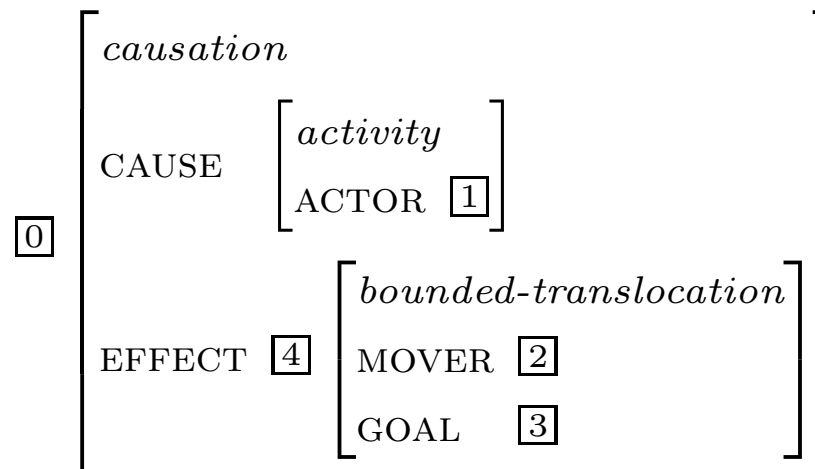 causation
CAUSE
activity
ACTOR 1
0
EFFECT 4
bounded-translocation
MOVER 2
GOAL 3